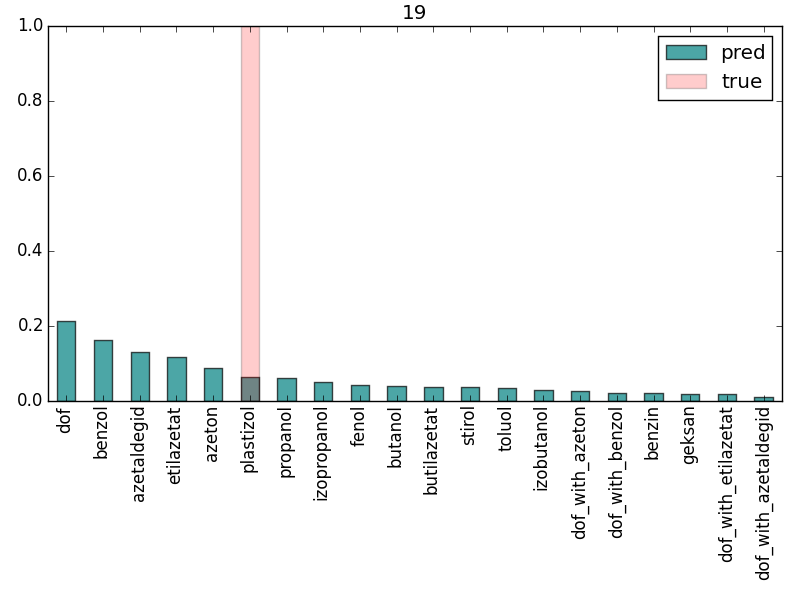 19
1.0
0.8
0.6
0.4
0.2
0.0
pred
true
dof
benzol
azetaldegid
etilazetat
azeton
plastizol
propanol
izopropanol
fenol
butanol
butilazetat
stirol
toluol
izobutanol
dof_with_azeton
dof_with_benzol
benzin
geksan
dof_with_etilazetat
dof_with_azetaldegid